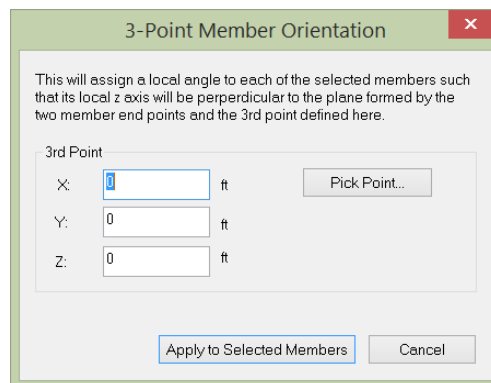 3-Point Member Orientation
This will assign a local angle to each of the selected members such
that its local z axis will be perperdicular to the plane formed by the
two member end points and the 3rd point defined here.
3rd Point
X: 0 ft Pick Point...
Y: 0 ft
Z: 0 ft
Apply to Selected Members Cancel